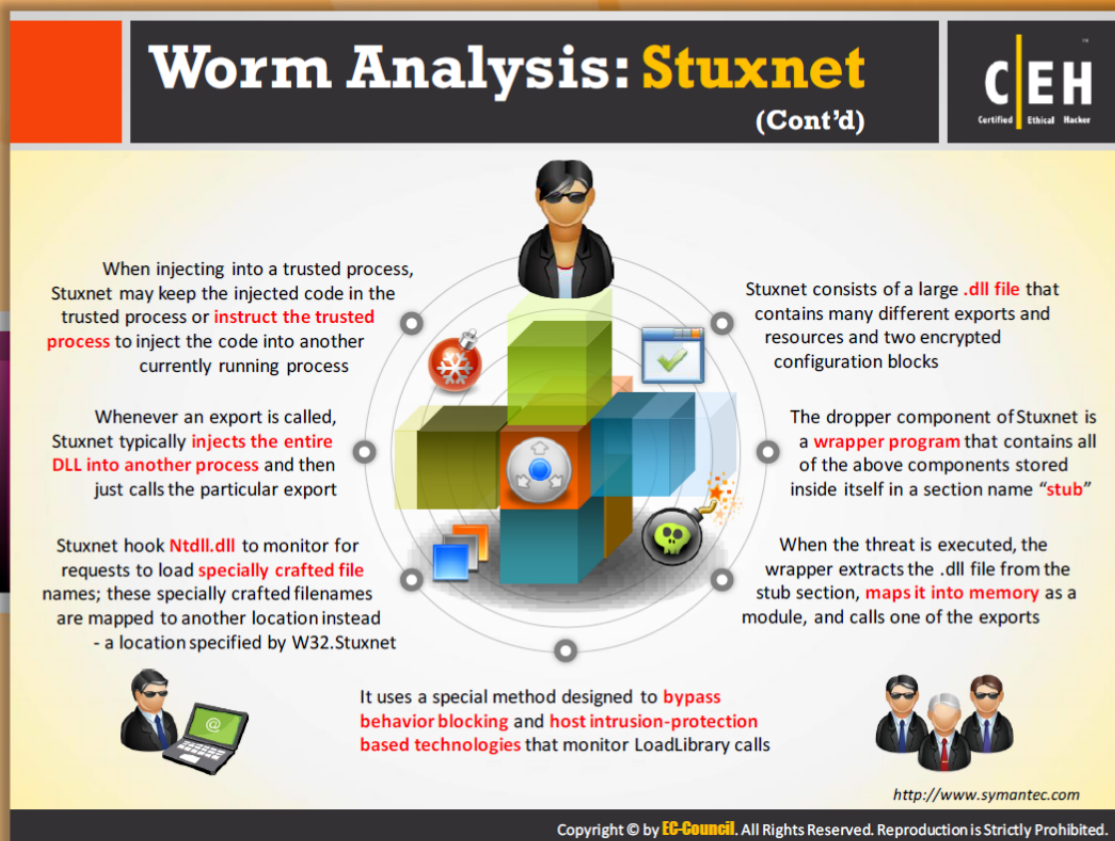 Worm Analysis: Stuxnet
(Cont'd)
C|EH
Certified Ethical Hacker
When injecting into a trusted process,
Stuxnet may keep the injected code in the
trusted process or instruct the trusted
process to inject the code into another
currently running process
Whenever an export is called,
Stuxnet typically injects the entire
DLL into another process and then
just calls the particular export
Stuxnet hook Ntdll.dll to monitor for
requests to load specially crafted file
names; these specially crafted filenames
are mapped to another location instead
- a location specified by W32.Stuxnet
Stuxnet consists of a large .dll file that
contains many different exports and
resources and two encrypted
configuration blocks
The dropper component of Stuxnet is
a wrapper program that contains all
of the above components stored
inside itself in a section name "stub"
When the threat is executed, the
wrapper extracts the .dll file from the
stub section, maps it into memory as a
module, and calls one of the exports
@
It uses a special method designed to bypass
behavior blocking and host intrusion-protection
based technologies that monitor LoadLibrary calls
http://www.symantec.com
Copyright © by EC-Council. All Rights Reserved. Reproduction is Strictly Prohibited.